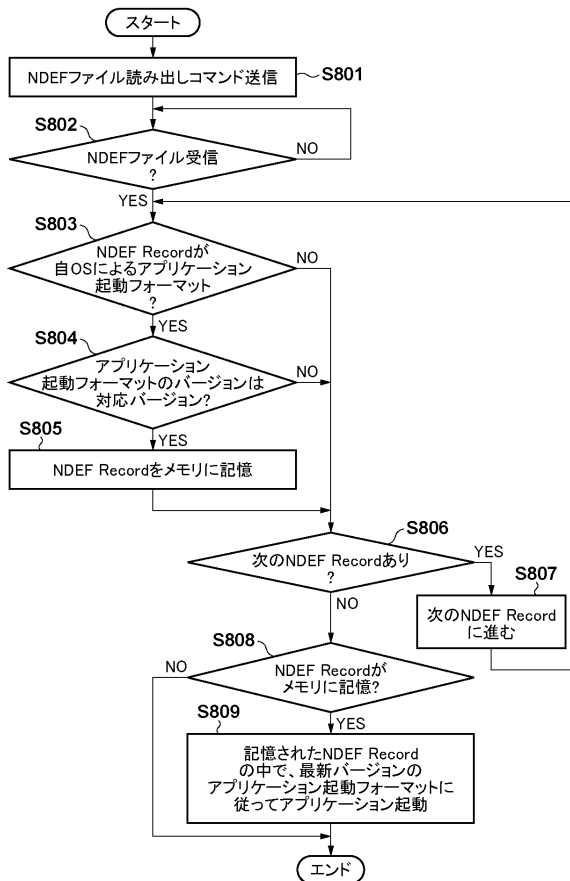 スタート
S801
NDEFファイル読み出しコマンド送信
S802
NDEFファイル受信
?
NO
YES
S803
NDEF Recordが
自OSによるアプリケーション
起動フォーマット
?
NO
YES
S804
アプリケーション
起動フォーマットのバージョンは
対応バージョン?
NO
YES
S805
NDEF Recordをメモリに記憶
S806
次のNDEF Recordあり
?
YES
NO
S807
次のNDEF Record
に進む
S808
NDEF Recordが
メモリに記憶?
NO
YES
S809
記憶されたNDEF Record
の中で、最新バージョンの
アプリケーション起動フォーマットに
従ってアプリケーション起動
エンド